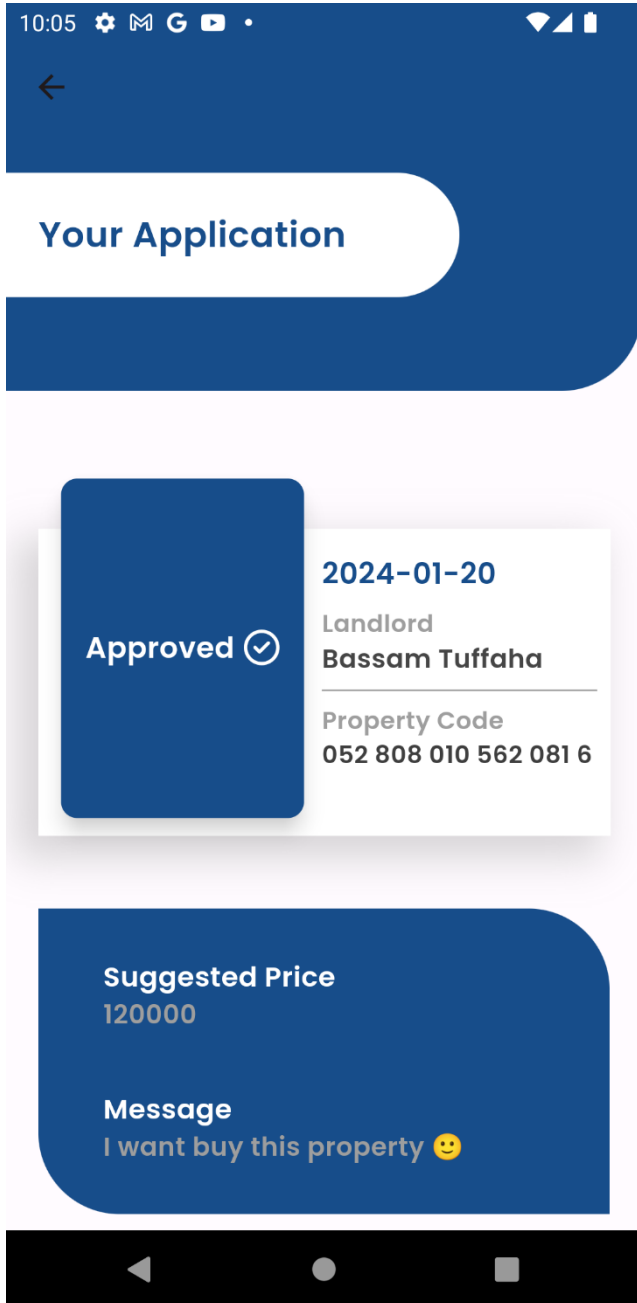 10:05
Your Application
Approved
2024-01-20
Landlord
Bassam Tuffaha
Property Code
052 808 010 562 081 6
Suggested Price
120000
Message
I want buy this property 🙂